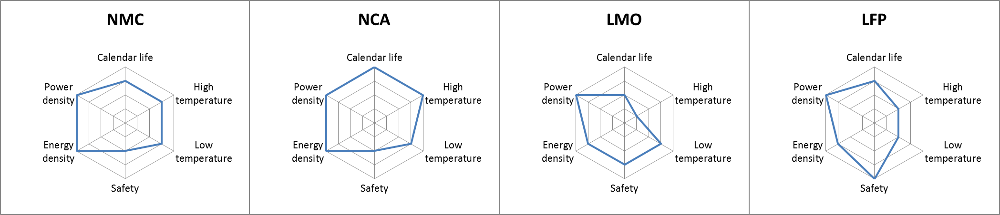 NMC
Calendar life
Power
density
High
temperature
Energy
density
Low
temperature
Safety
NCA
Calendar life
Power
density
High
temperature
Energy
density
Low
temperature
Safety
LMO
Calendar life
Power
density
High
temperature
Energy
density
Low
temperature
Safety
LFP
Calendar life
Power
density
High
temperature
Energy
density
Low
temperature
Safety